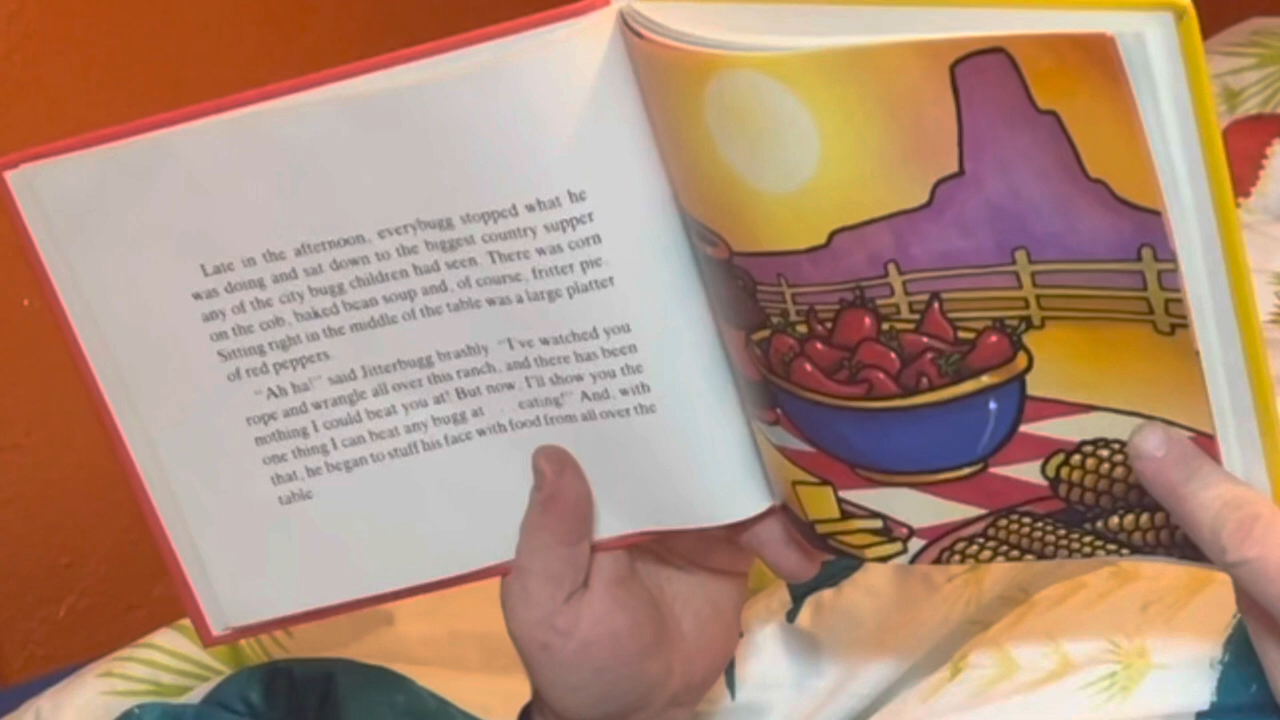 Late in the afternoon, everybugg stopped what he
was doing and sat down to the biggest country supper
any of the city bugg children had seen. There was corn
on the cob, baked bean soup and, of course, fritter pie.
Sitting right in the middle of the table was a large platter
of red peppers.
"Ah ha!" said Jitterbugg brashly. "I've watched you
rope and wrangle all over this ranch, and there has been
nothing I could beat you at! But now, I'll show you the
one thing I can beat any bugg at eating!" And, with
that, he began to stuff his face with food from all over the
table